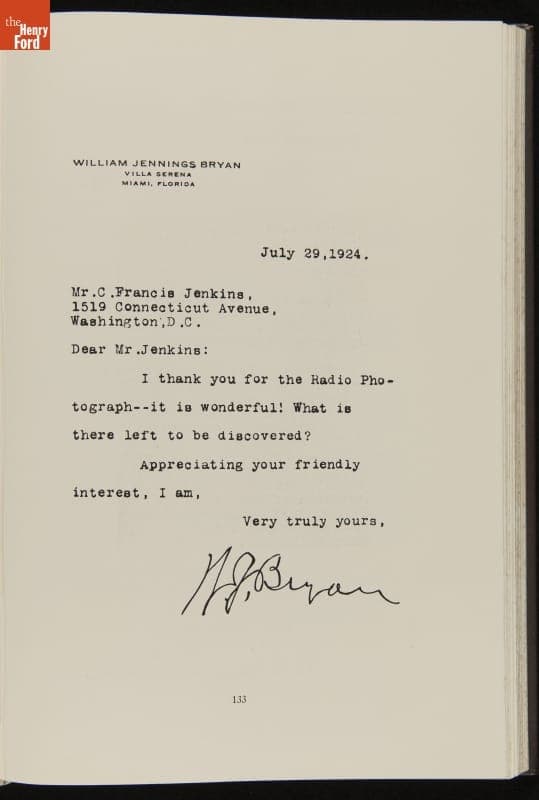 the
Henry
Ford
WILLIAM JENNINGS BRYAN
VILLA SERENA
MIAMI, FLORIDA
July 29,1924.
Mr.C.Francis Jenkins,
1519 Connecticut Avenue,
Washington,D.C.
Dear Mr.Jenkins:
I thank you for the Radio Pho-
tograph--it is wonderful! What is
there left to be discovered?
Appreciating your friendly
interest, I am,
Very truly yours,
W.J.Bryan
133